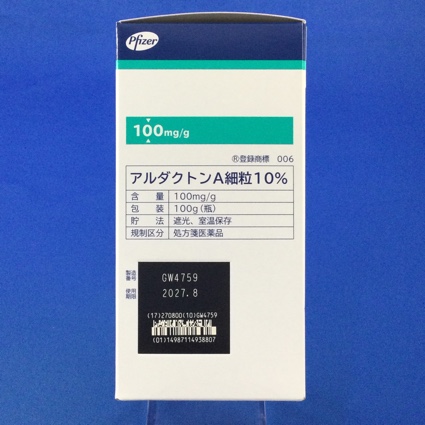 Pfizer
100mg/g
®登録商標 006
アルダクトンA細粒10%
含量 100mg/g
包装 100g(瓶)
貯法 遮光、室温保存
規制区分 処方箋医薬品
製造番号 GW4759
使用期限 2027.8
(17)270800(10)GW4759
(01)14987114938807